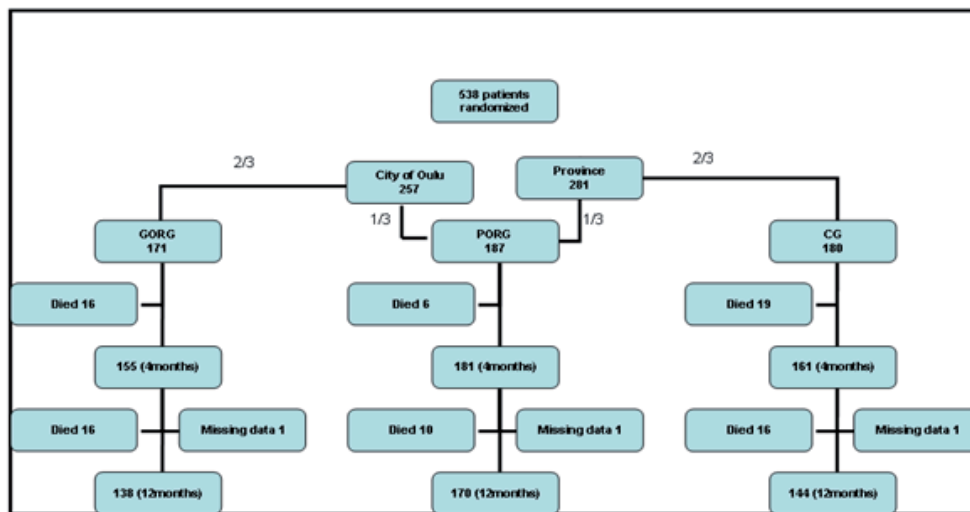 538 patients
randomized
2/3
City of Oulu
257
Province
281
2/3
1/3
1/3
GORG
171
PORG
187
CG
180
Died 16
Died 6
Died 19
155 (4months)
181 (4months)
161 (4months)
Died 16
Missing data 1
Died 10
Missing data 1
Died 16
Missing data 1
138 (12months)
170 (12months)
144 (12months)